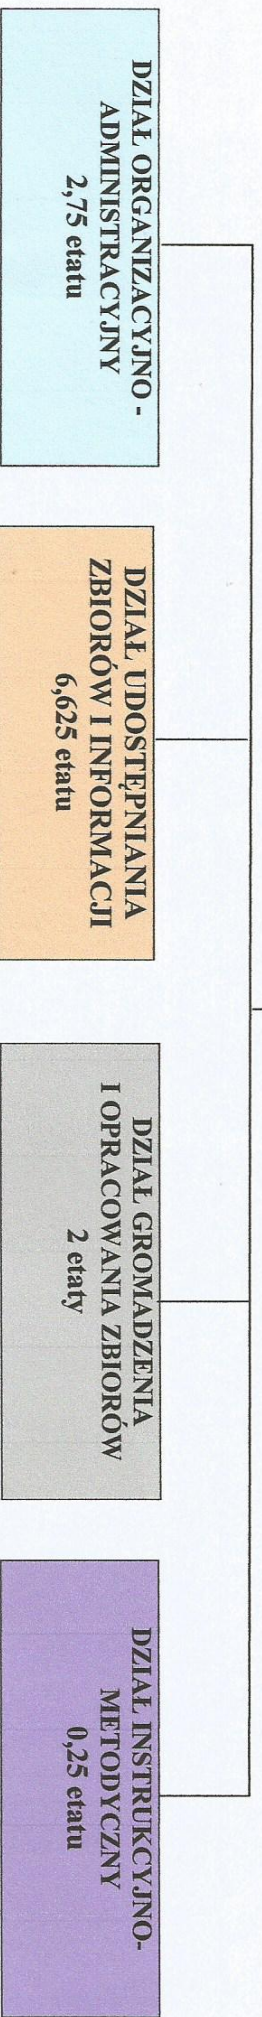 DZIAŁ ORGANIZACYJNO -
ADMINISTRACYJNY
2,75 etatu
DZIAŁ UDOSTĘPNIANIA
ZBIORÓW I INFORMACJI
6,625 etatu
DZIAŁ GROMADZENIA
I OPRACOWANIA ZBIORÓW
2 etaty
DZIAŁ INSTRUKCYJNO-
METODYCZNY
0,25 etatu